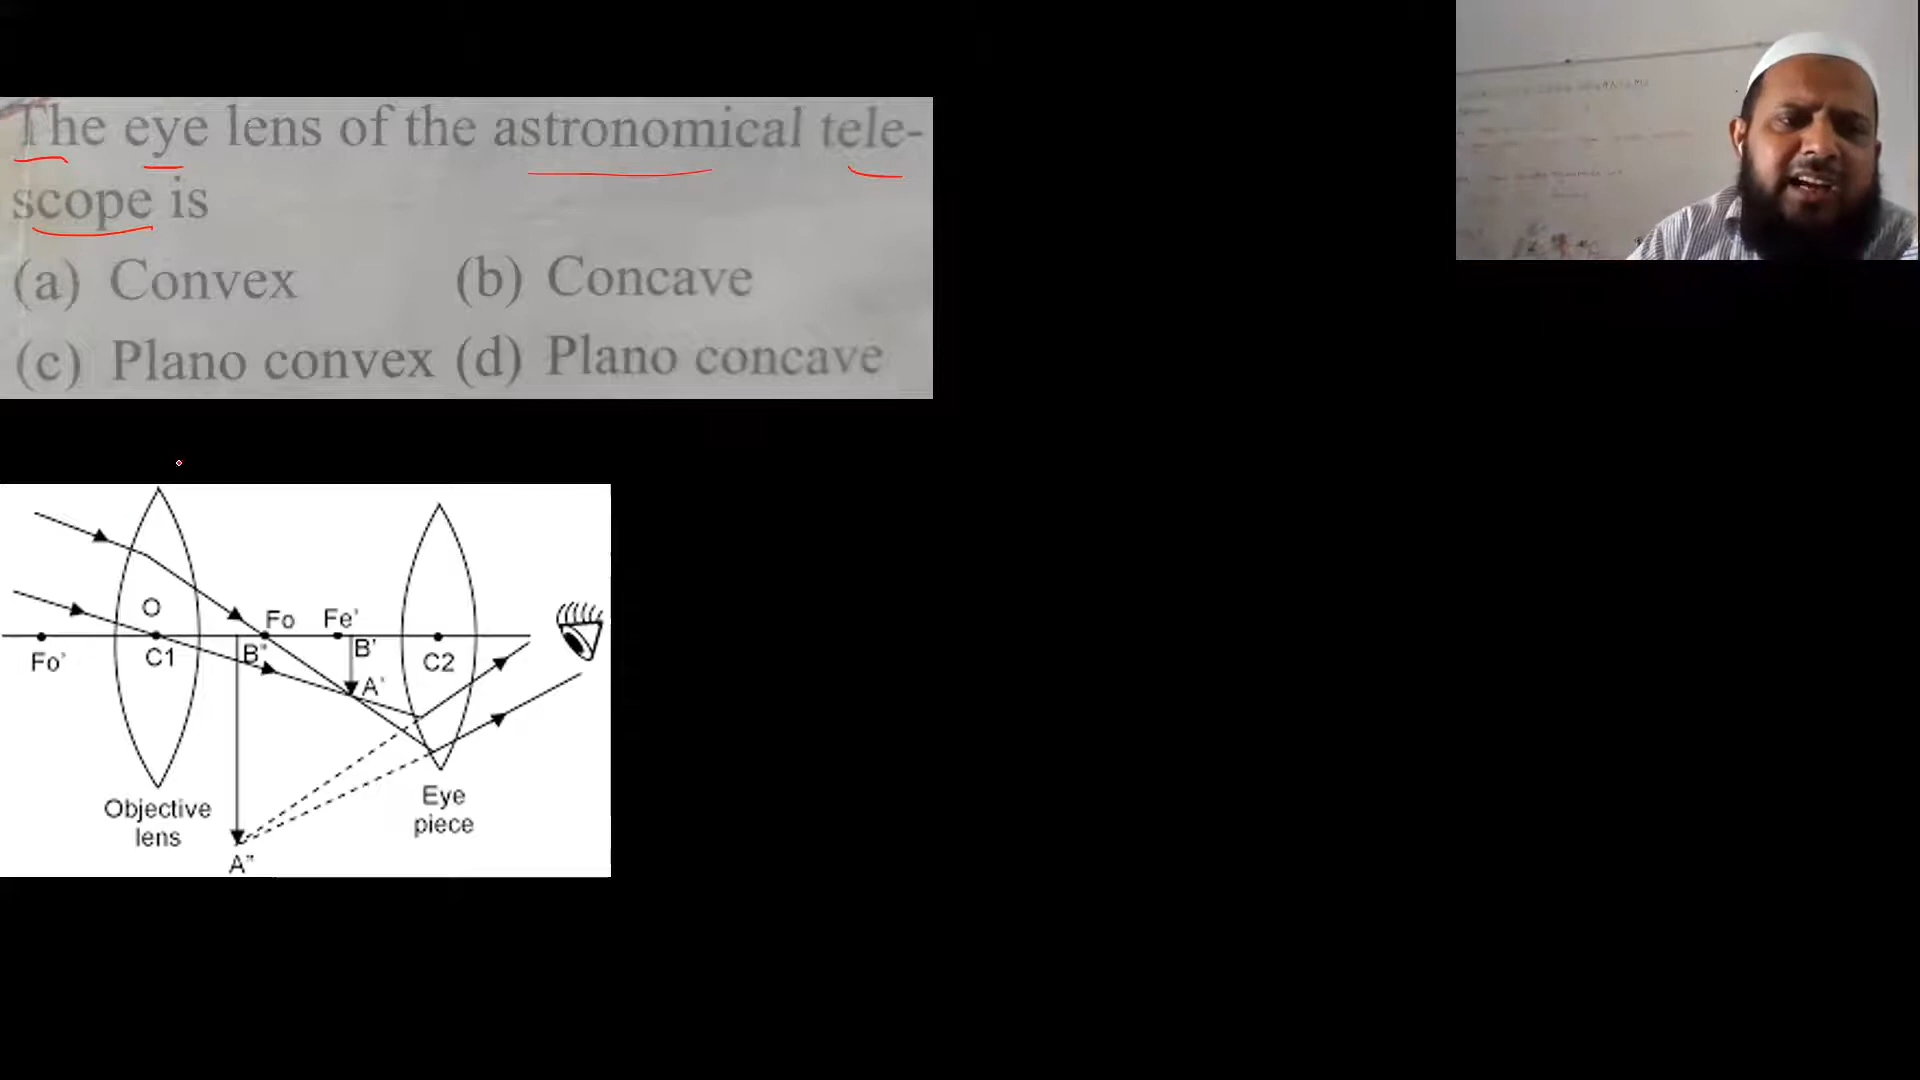 The eye lens of the astronomical tele-
scope is
(a) Convex (b) Concave
(c) Plano convex (d) Plano concave
O
Fo Fe'
Fo' C1 B" B' C2
A'
Objective
lens
Eye
piece
A"